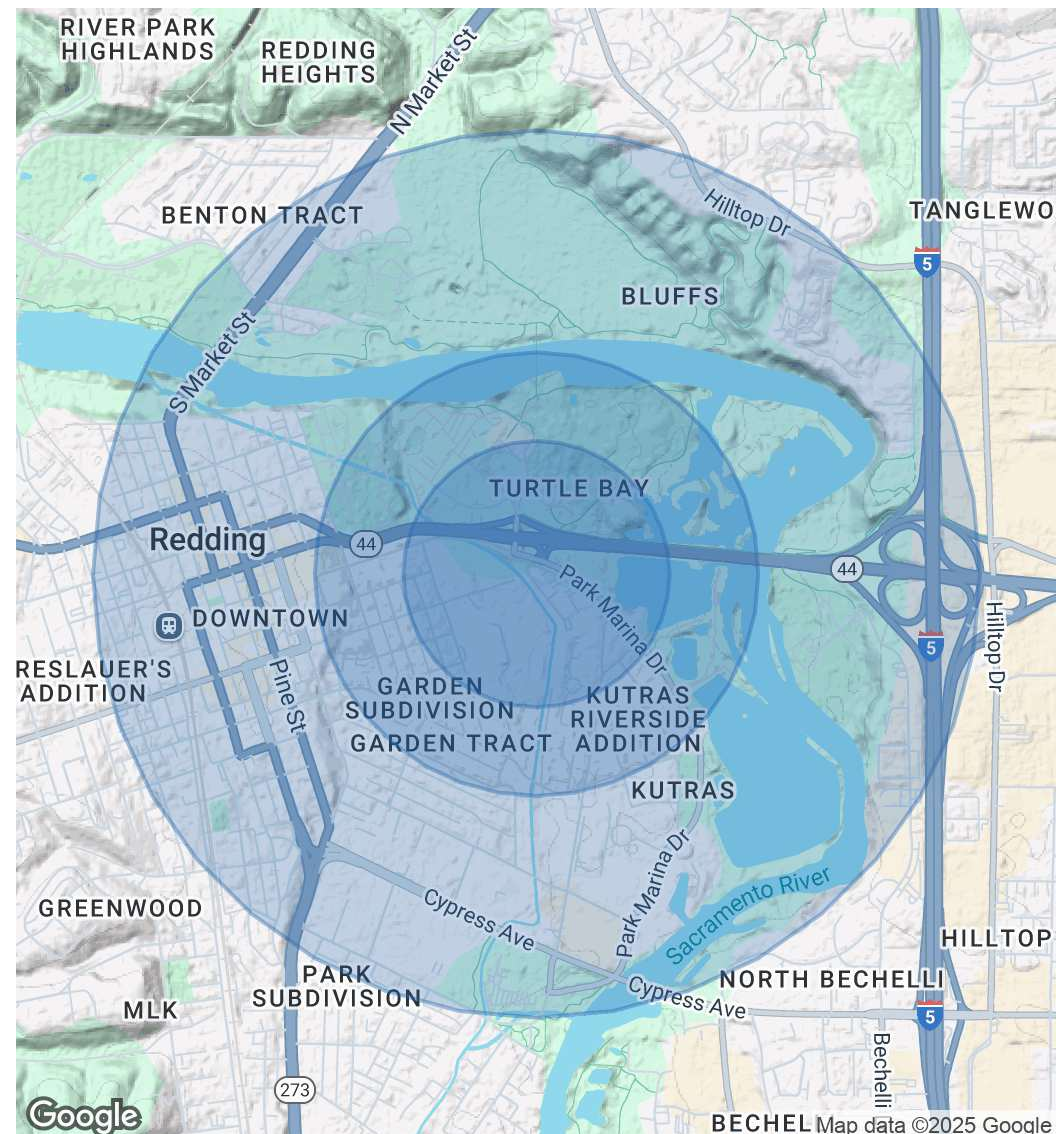 RIVER PARK
HIGHLANDS
REDDING
HEIGHTS
N Market St
BENTON TRACT
Hilltop Dr
TANGLEWO
5
BLUFFS
S Market St
TURTLE BAY
Redding
44
44
Park Marina Dr
DOWNTOWN
5
Hilltop Dr
RESLAUER'S
ADDITION
Pine St
GARDEN
SUBDIVISION
KUTRAS
RIVERSIDE
ADDITION
GARDEN TRACT
KUTRAS
Park Marina Dr
Sacramento River
GREENWOOD
Cypress Ave
HILLTOP
PARK
SUBDIVISION
NORTH BECHELLI
Cypress Ave
MLK
5
Bechelli
273
BECHEL
Google
Map data ©2025 Google